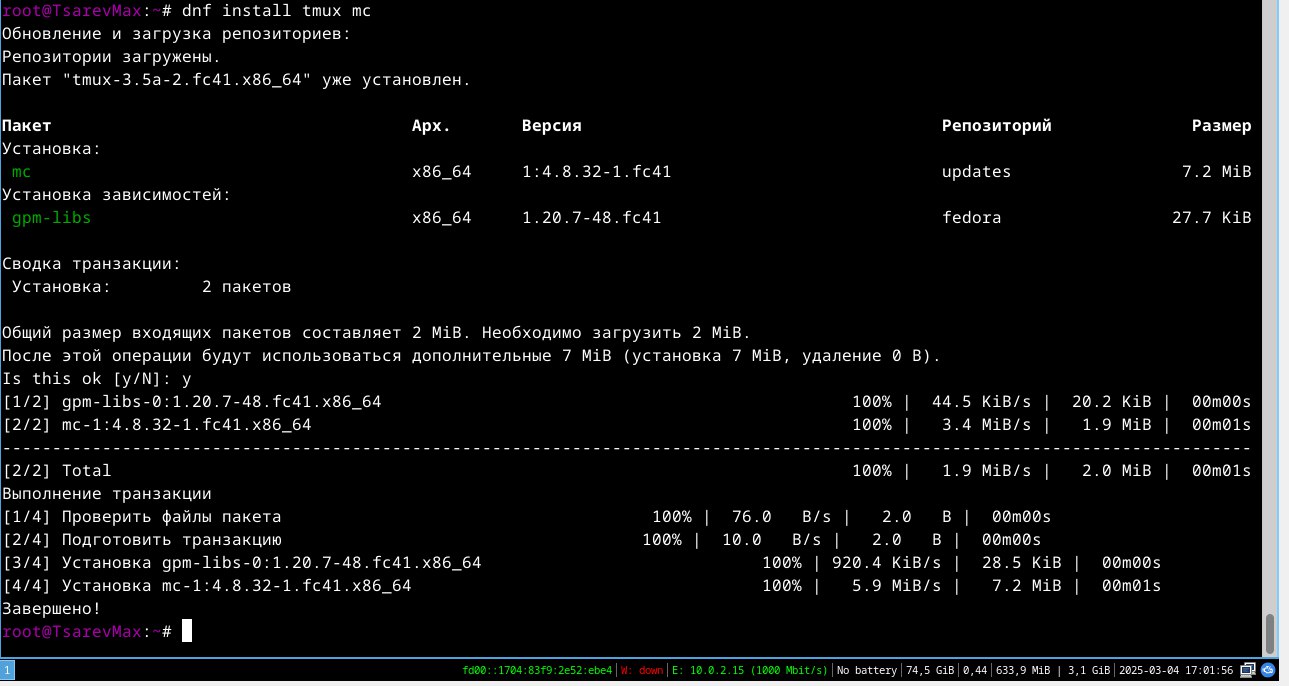 root@TsarevMax:~# dnf install tmux mc
Обновление и загрузка репозиториев:
Репозитории загружены.
Пакет "tmux-3.5a-2.fc41.x86_64" уже установлен.
Пакет Арх. Версия Репозиторий Размер
Установка:
mc x86_64 1:4.8.32-1.fc41 updates 7.2 MiB
Установка зависимостей:
gpm-libs x86_64 1.20.7-48.fc41 fedora 27.7 KiB
Сводка транзакции:
Установка: 2 пакетов
Общий размер входящих пакетов составляет 2 MiB. Необходимо загрузить 2 MiB.
После этой операции будут использоваться дополнительные 7 MiB (установка 7 MiB, удаление 0 B).
Is this ok [y/N]: y
[1/2] gpm-libs-0:1.20.7-48.fc41.x86_64 100% | 44.5 KiB/s | 20.2 KiB | 00m00s
[2/2] mc-1:4.8.32-1.fc41.x86_64 100% | 3.4 MiB/s | 1.9 MiB | 00m01s
--------------------------------------------------------------------------------
[2/2] Total 100% | 1.9 MiB/s | 2.0 MiB | 00m01s
Выполнение транзакции
[1/4] Проверить файлы пакета 100% | 76.0 B/s | 2.0 B | 00m00s
[2/4] Подготовить транзакцию 100% | 10.0 B/s | 2.0 B | 00m00s
[3/4] Установка gpm-libs-0:1.20.7-48.fc41.x86_64 100% | 920.4 KiB/s | 28.5 KiB | 00m00s
[4/4] Установка mc-1:4.8.32-1.fc41.x86_64 100% | 5.9 MiB/s | 7.2 MiB | 00m01s
Завершено!
root@TsarevMax:~#
1 fd00::1704:83f9:2e52:ebe4 | W: down | E: 10.0.2.15 (1000 Mbit/s) | No battery | 74,5 GiB | 0,44 | 633,9 MiB | 3,1 GiB | 2025-03-04 17:01:56